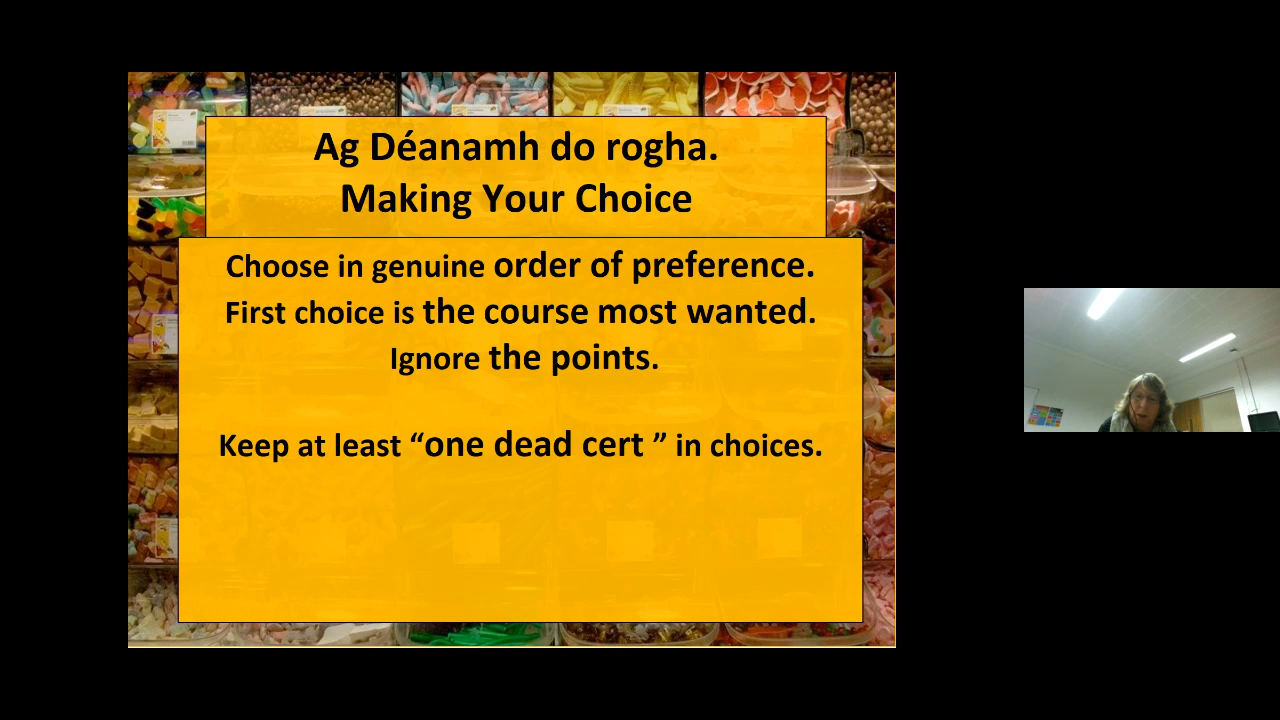 Ag Déanamh do rogha.
Making Your Choice
Choose in genuine order of preference.
First choice is the course most wanted.
Ignore the points.
Keep at least “one dead cert ” in choices.